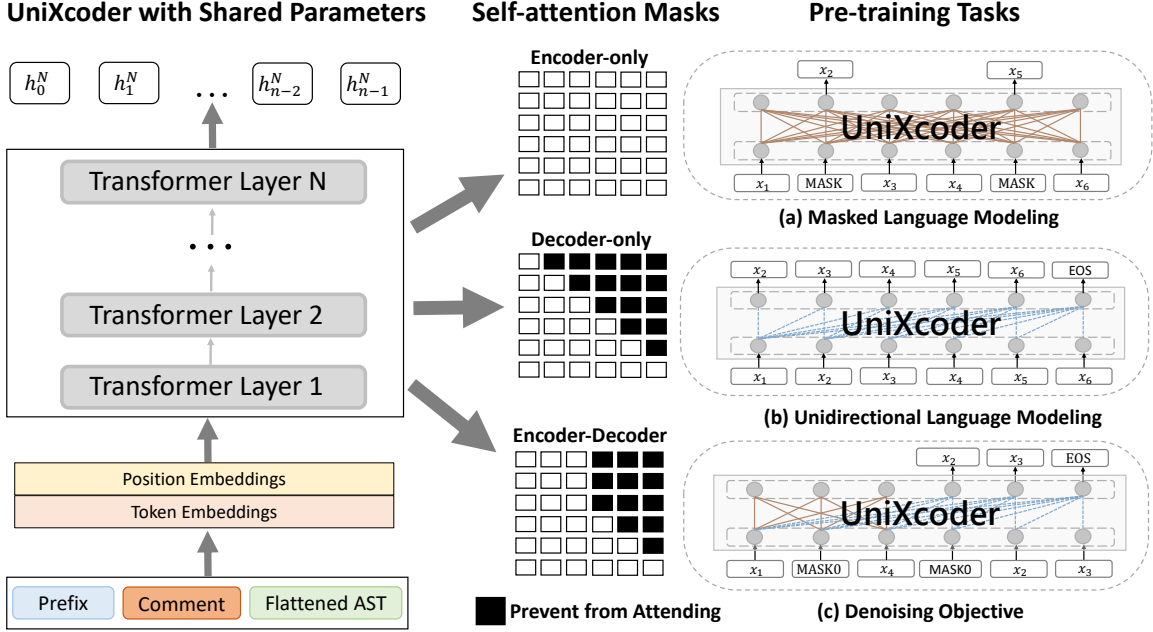 UniXcoder with Shared Parameters
h_0^N h_1^N ... h_{n-2}^N h_{n-1}^N
Transformer Layer N
...
Transformer Layer 2
Transformer Layer 1
Position Embeddings
Token Embeddings
Prefix Comment Flattened AST
Self-attention Masks
Encoder-only
Decoder-only
Encoder-Decoder
Prevent from Attending
Pre-training Tasks
x_2 x_5
UniXcoder
x_1 MASK x_3 x_4 MASK x_6
(a) Masked Language Modeling
x_2 x_3 x_4 x_5 x_6 EOS
UniXcoder
x_1 x_2 x_3 x_4 x_5 x_6
(b) Unidirectional Language Modeling
x_2 x_3 EOS
UniXcoder
x_1 MASK0 x_4 MASK0 x_2 x_3
(c) Denoising Objective